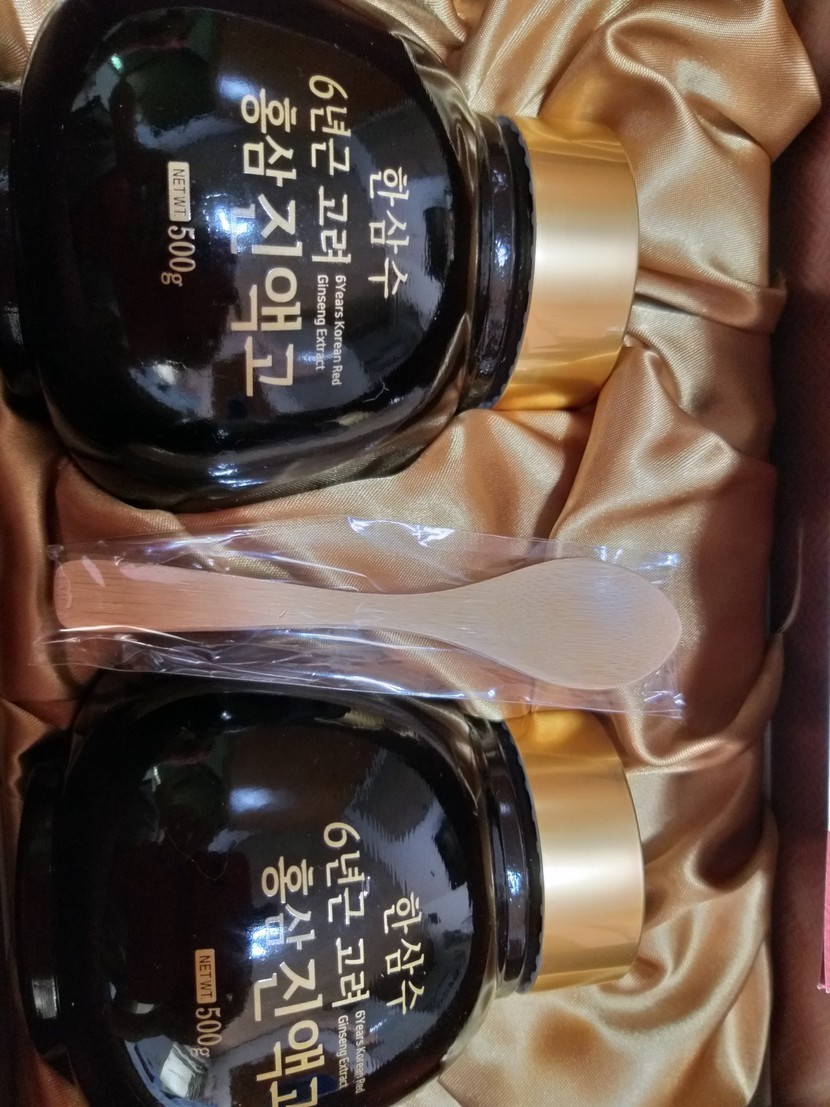 한삼수
6년근 고려
6Years Korean Red
Ginseng Extract
홍삼진액고
NET WT 500g
한삼수
6년근 고려
6Years Korean Red
Ginseng Extract
홍삼진액고
NET WT 500g